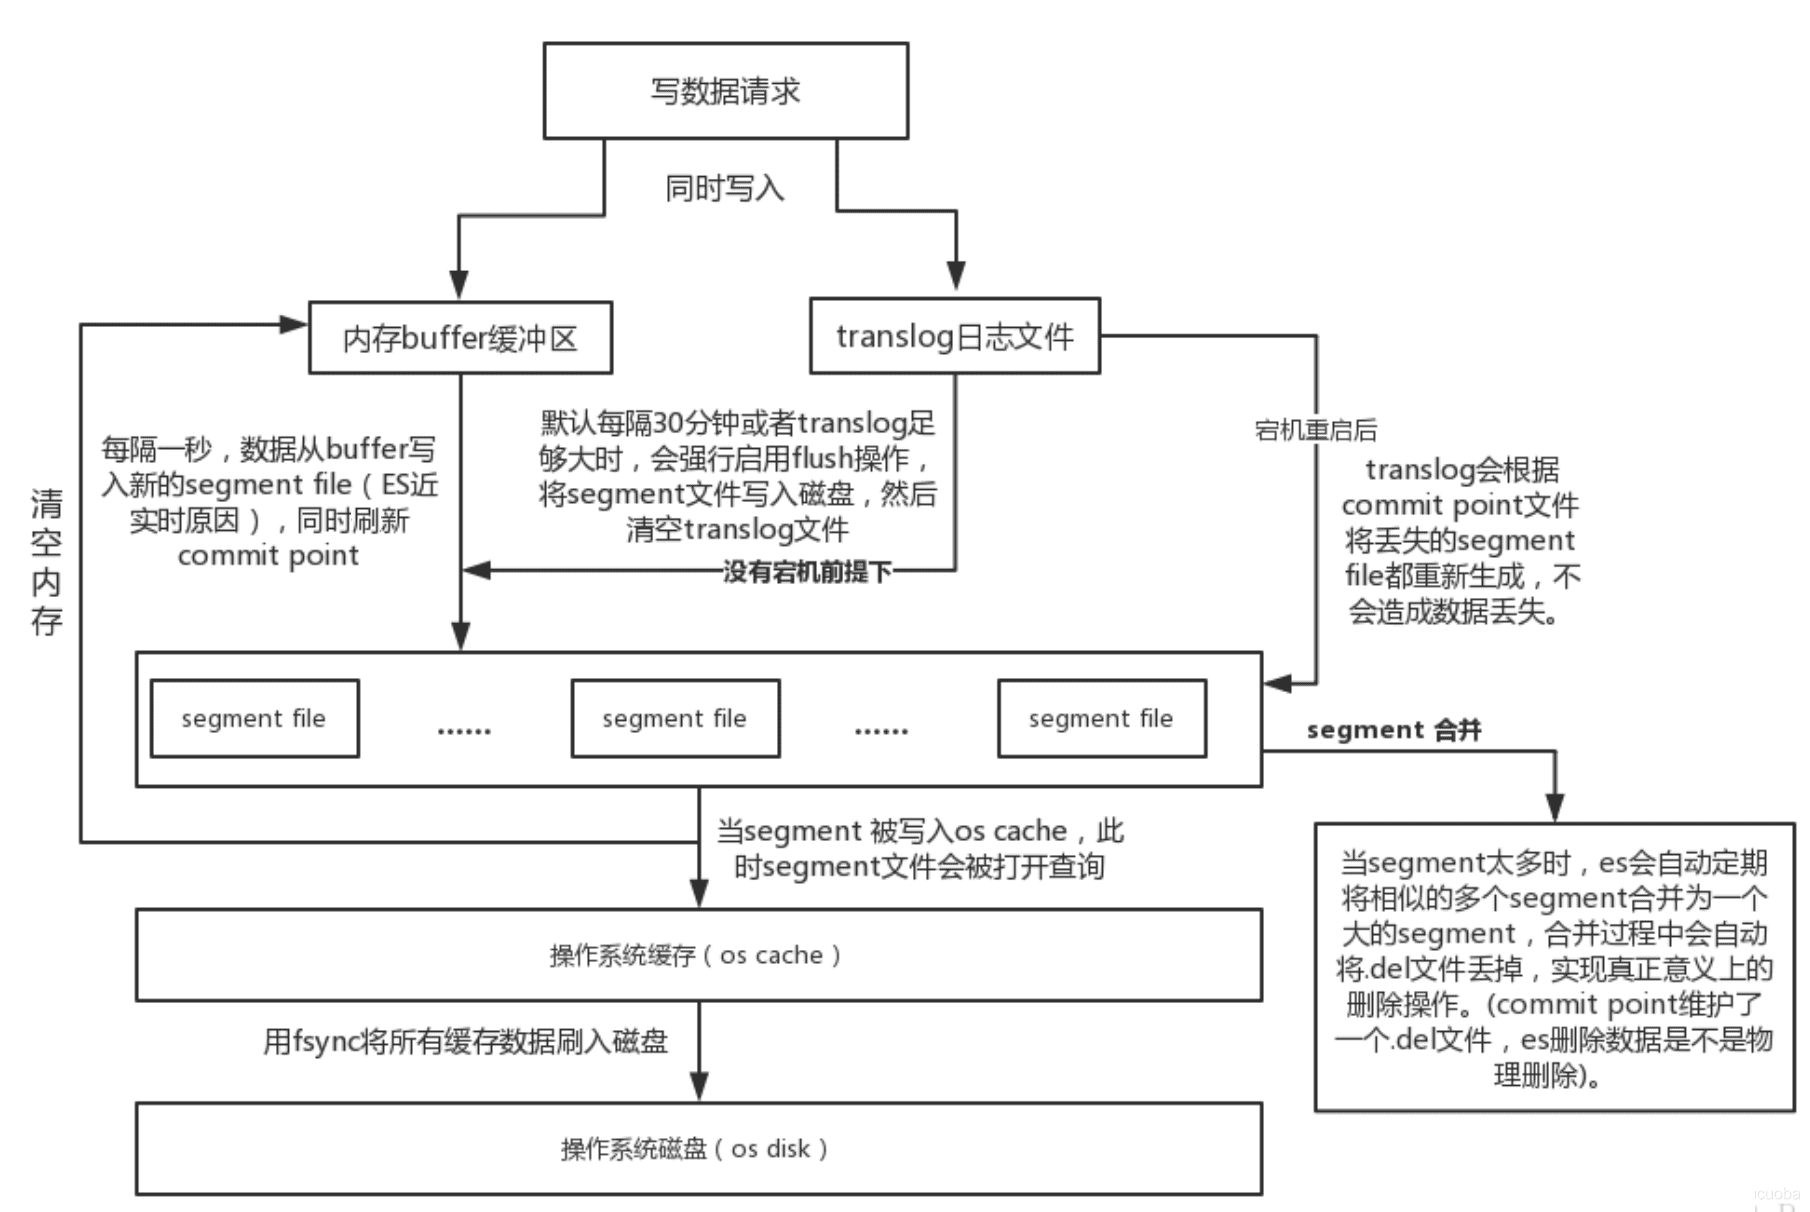 写数据请求
同时写入
内存buffer缓冲区
translog日志文件
每隔一秒，数据从buffer写
入新的segment file（ES近
实时原因），同时刷新
commit point
默认每隔30分钟或者translog足
够大时，会强行启用flush操作，
将segment文件写入磁盘，然后
清空translog文件
没有宕机前提下
宕机重启后
translog会根据
commit point文件
将丢失的segment
file都重新生成，不
会造成数据丢失。
清
空
内
存
segment file
......
segment file
......
segment file
segment 合并
当segment 被写入os cache，此
时segment文件会被打开查询
操作系统缓存（os cache）
用fsync将所有缓存数据刷入磁盘
操作系统磁盘（os disk）
当segment太多时，es会自动定期
将相似的多个segment合并为一个
大的segment，合并过程中会自动
将.del文件丢掉，实现真正意义上的
删除操作。(commit point维护了
一个.del文件，es删除数据是不是物
理删除)。
icuoba